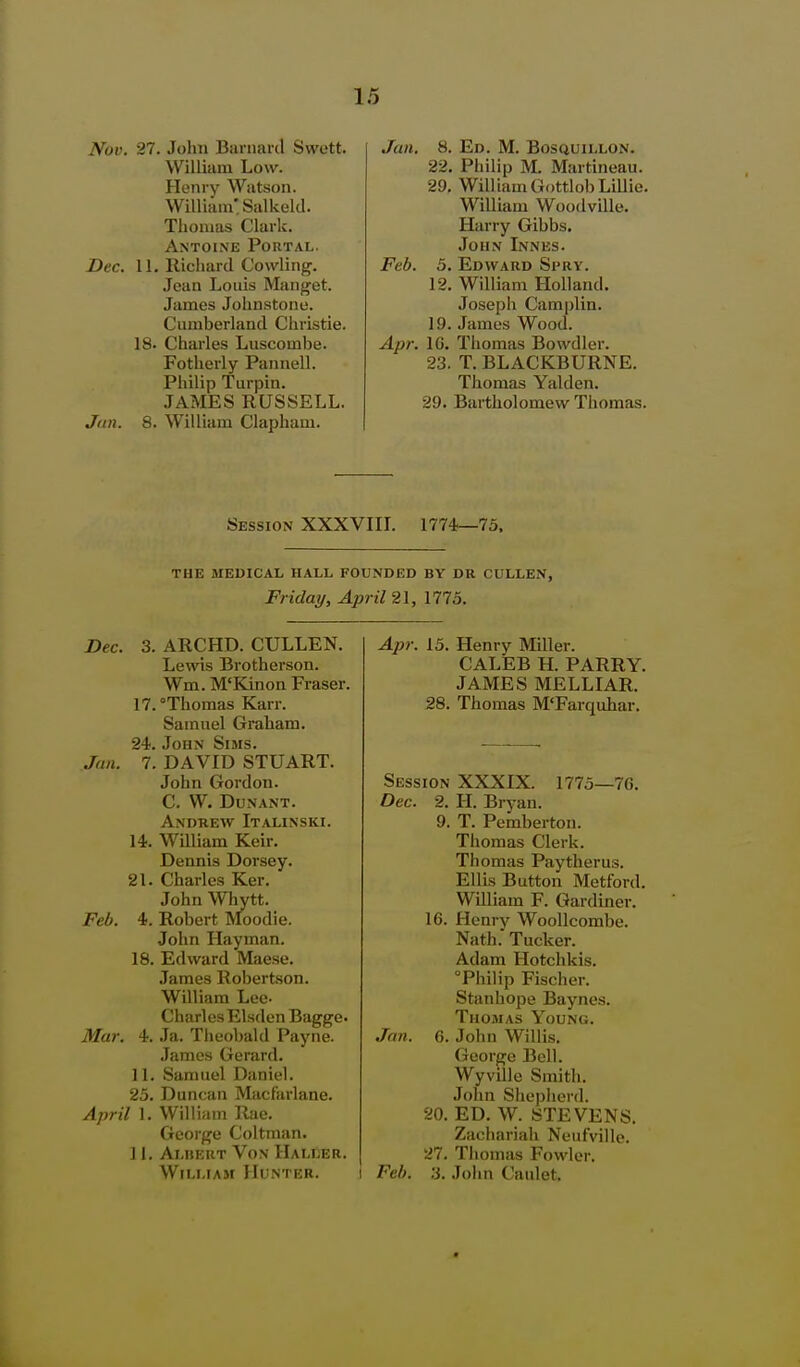 15
Nov. 27. John Barnard Swett.
William Low.
Henry Watson.
William Salkeld.
Thomas Clark.
ANTOINE PORTAL.
Dec. 11. Richard Cowling.
Jean Louis Manget.
James Johnstone.
Cumberland Christie.
18. Charles Luscombe.
Fotherly Pannell.
Philip Turpin.
JAMES RUSSELL.
Jan. 8. William Clapham.
Jan. 8. ED. M. BOSQUILLON.
22. Philip M. Martineau.
29. William Gottlob Lillie.
William Woodville.
Harry Gibbs.
JOHN INNES.
Feb. 5. EDWARD SPRY.
12. William Holland.
Joseph Camplin.
19. James Wood.
Apr. 16. Thomas Bowdler.
23. T. BLACKBURNE.
Thomas Yalden.
29. Bartholomew Thomas.
SESSION XXXVIII. 1774—75.
THE MEDICAL HALL FOUNDED BY DR CULLEN,
Friday, April 21, 1775.
Dec. 3. ARCHD. CULLEN.
Lewis Brotherson.
Wm. M‘Kinon Fraser.
17. °Thomas Karr.
Samuel Graham.
24. JOHN SIMS.
Jan. 7. DAVID STUART.
John Gordon.
C. W. DUNANT.
ANDREW ITALINSKI.
14. William Keir.
Dennis Dorsey.
21. Charles Ker.
John Whytt.
Feb. 4. Robert Moodie.
John Hayman.
18. Edward Maese.
James Robertson.
William Lee.
Charles Elsden Bagge.
Mar. 4. Ja. Theobald Payne.
James Gerard.
11. Samuel Daniel.
25. Duncan Macfarlane.
April 1. William Rae.
George Coltman.
11. ALBERT VON HALLER.
WILLIAM HUNTER.
Apr. 15. Henry Miller.
CALEB H. PARRY.
JAMES MELLIAR.
28. Thomas M‘Farquhar.
SESSION XXXIX. 1775—76.
Dec. 2. H. Bryan.
9. T. Pemberton.
Thomas Clerk.
Thomas Paytherus.
Ellis Button Metford.
William F. Gardiner.
16. Henry Woollcombe.
Nath. Tucker.
Adam Hotchkis.
°Philip Fischer.
Stanhope Baynes.
THOMAS YOUNG.
Jan. 6. John Willis.
George Bell.
Wyville Smith.
John Shepherd.
20. ED. W. STEVENS.
Zachariah Neufville.
27. Thomas Fowler.
Feb. 3. John Caulet.